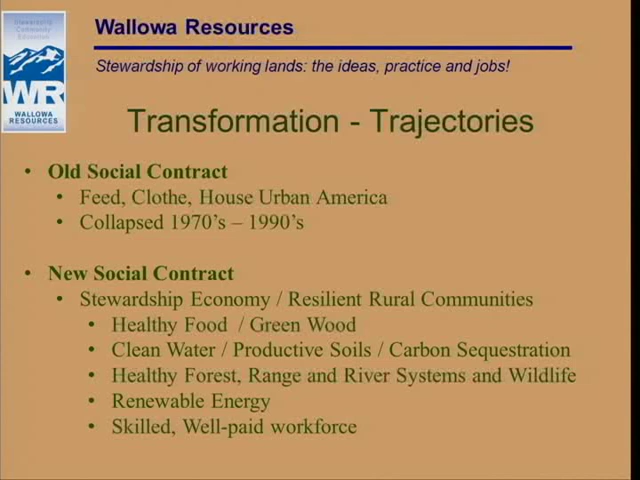 Stewardship
Community
Education
WR
WALLOWA
RESOURCES
Wallowa Resources
Stewardship of working lands: the ideas, practice and jobs!
Transformation - Trajectories
• Old Social Contract
• Feed, Clothe, House Urban America
• Collapsed 1970’s – 1990’s
• New Social Contract
• Stewardship Economy / Resilient Rural Communities
• Healthy Food / Green Wood
• Clean Water / Productive Soils / Carbon Sequestration
• Healthy Forest, Range and River Systems and Wildlife
• Renewable Energy
• Skilled, Well-paid workforce